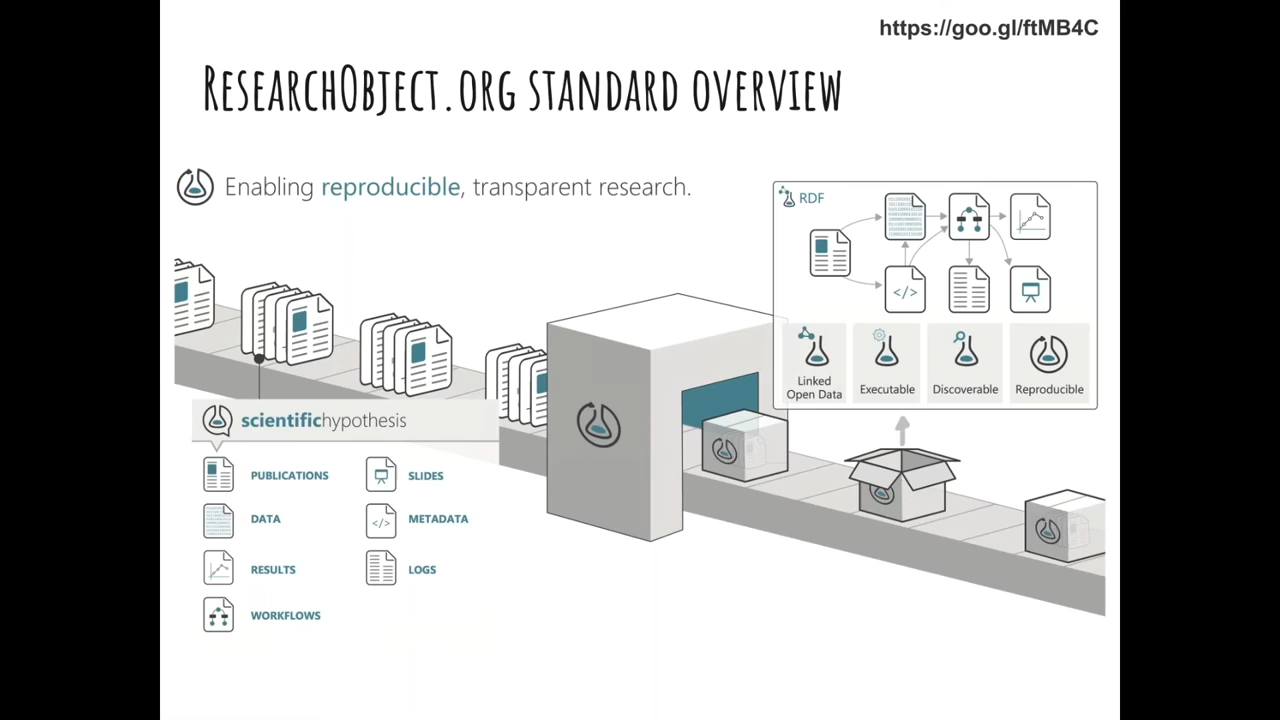 https://goo.gl/ftMB4C
ResearchObject.org standard overview
Enabling reproducible, transparent research.
RDF
</>
Linked
Open Data
Executable
Discoverable
Reproducible
scientifichypothesis
PUBLICATIONS
SLIDES
DATA
</>
METADATA
RESULTS
LOGS
WORKFLOWS